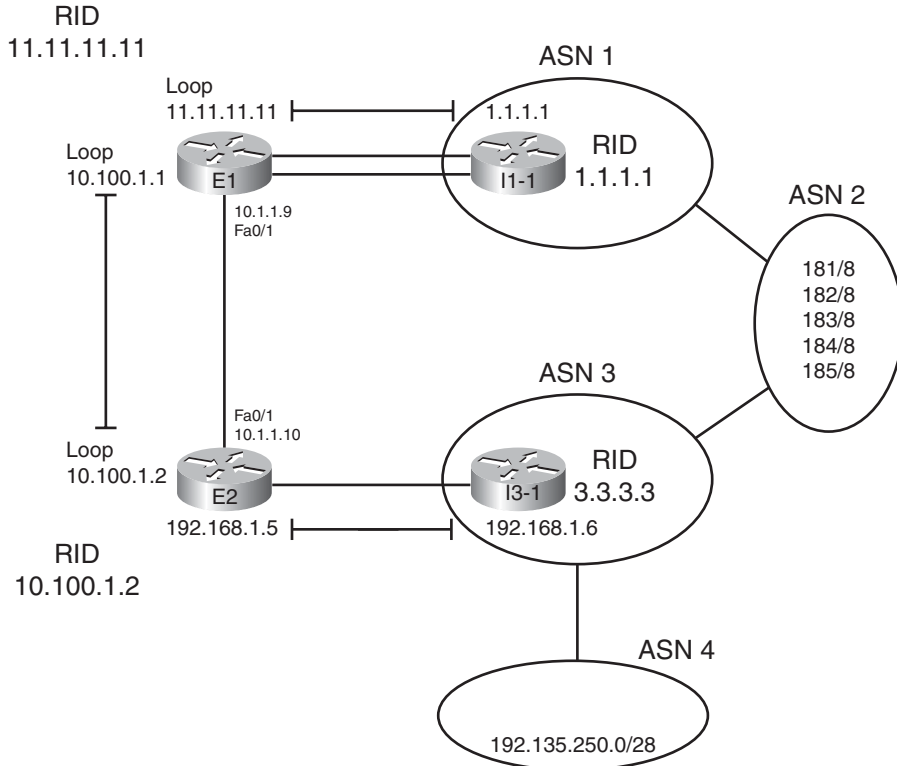 RID
11.11.11.11
ASN 1
Loop
11.11.11.11
1.1.1.1
Loop
10.100.1.1
E1
I1-1
RID
1.1.1.1
10.1.1.9
Fa0/1
ASN 2
181/8
182/8
183/8
184/8
185/8
ASN 3
Fa0/1
10.1.1.10
Loop
10.100.1.2
E2
I3-1
RID
3.3.3.3
192.168.1.5
192.168.1.6
RID
10.100.1.2
ASN 4
192.135.250.0/28